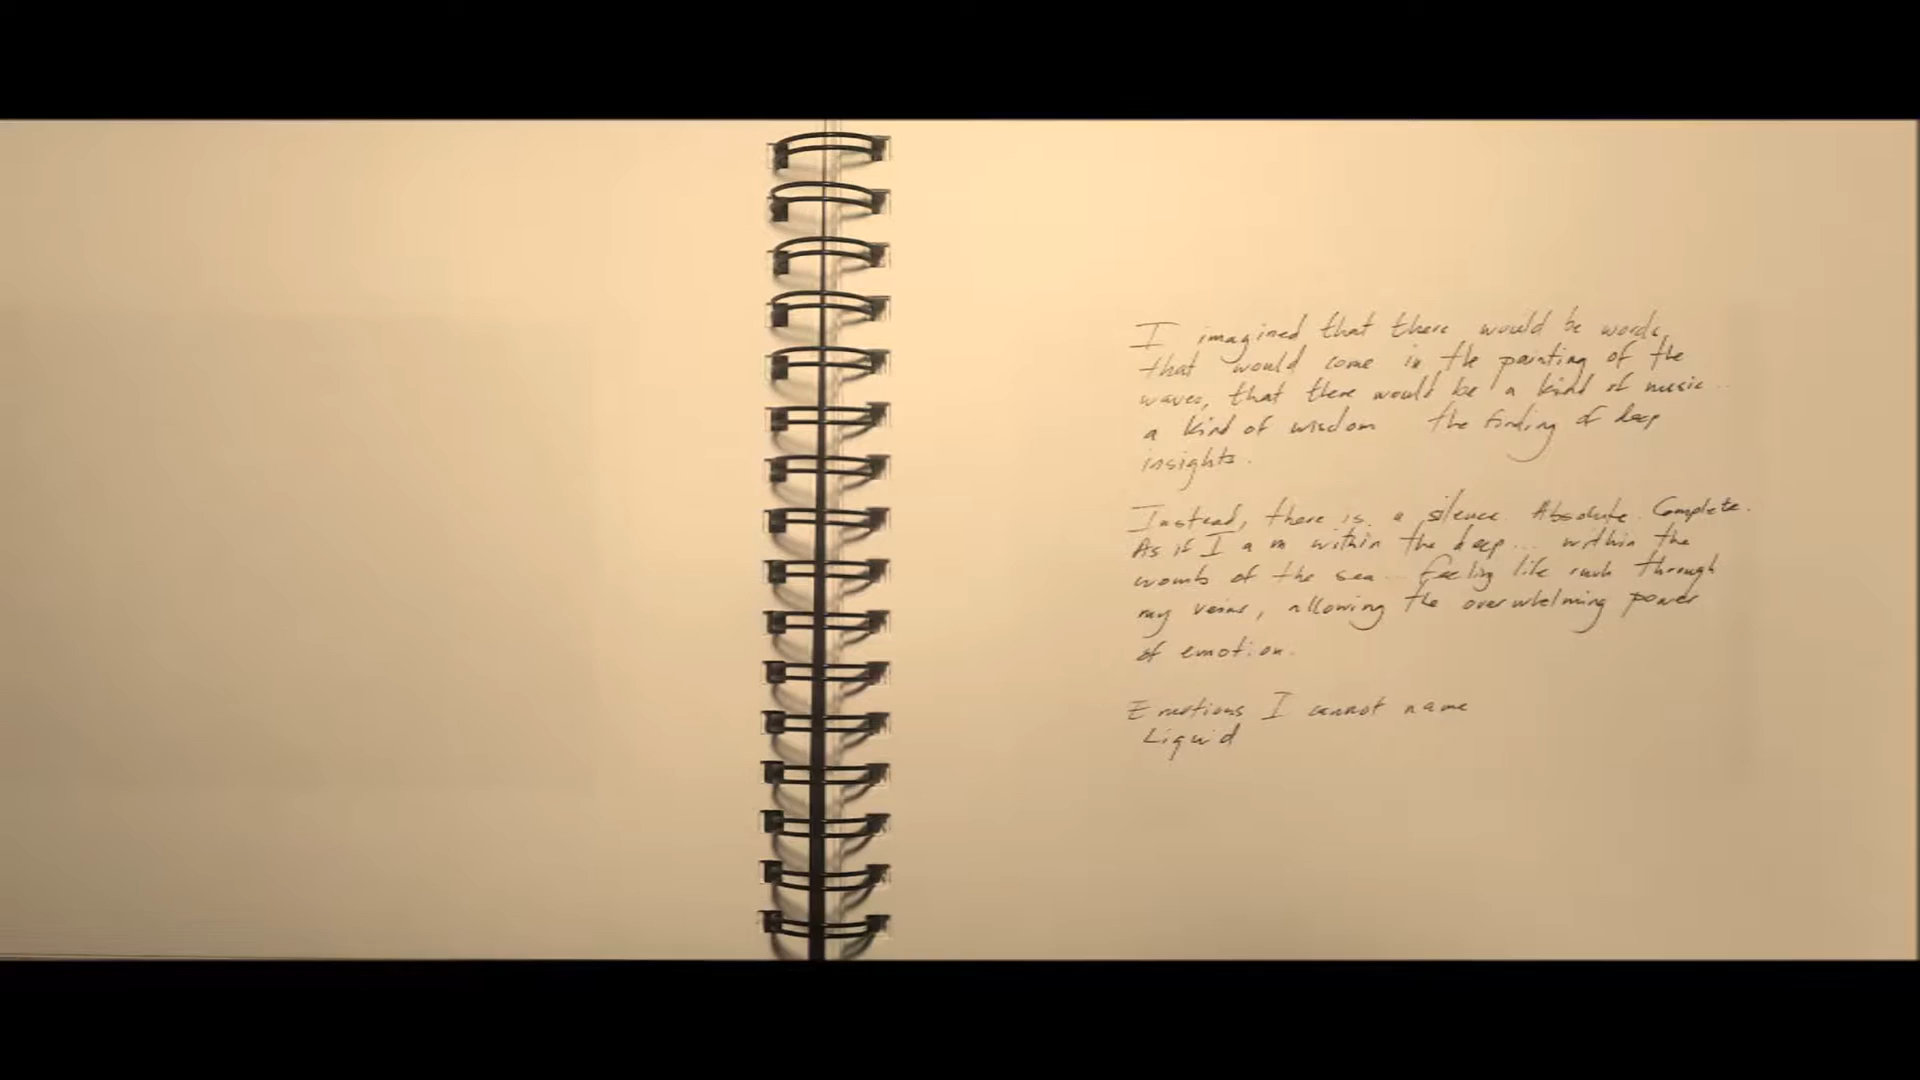 I imagined that there would be words,
that would come in the painting of the
waves, that there would be a kind of music...
a kind of wisdom the finding of deep
insights.
Instead, there is a silence. Absolute. Complete.
As if I am within the deep... within the
womb of the sea... feeling life rush through
my veins, allowing the overwhelming power
of emotion.
Emotions I cannot name
Liquid